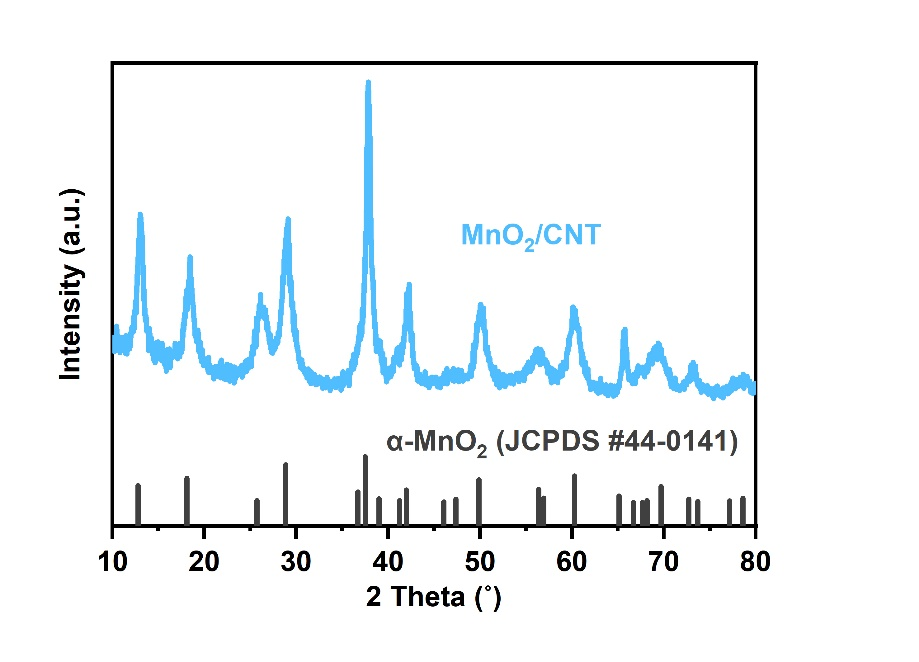 MnO₂/CNT
Intensity (a.u.)
α-MnO₂ (JCPDS #44-0141)
10 20 30 40 50 60 70 80
2 Theta (˚)